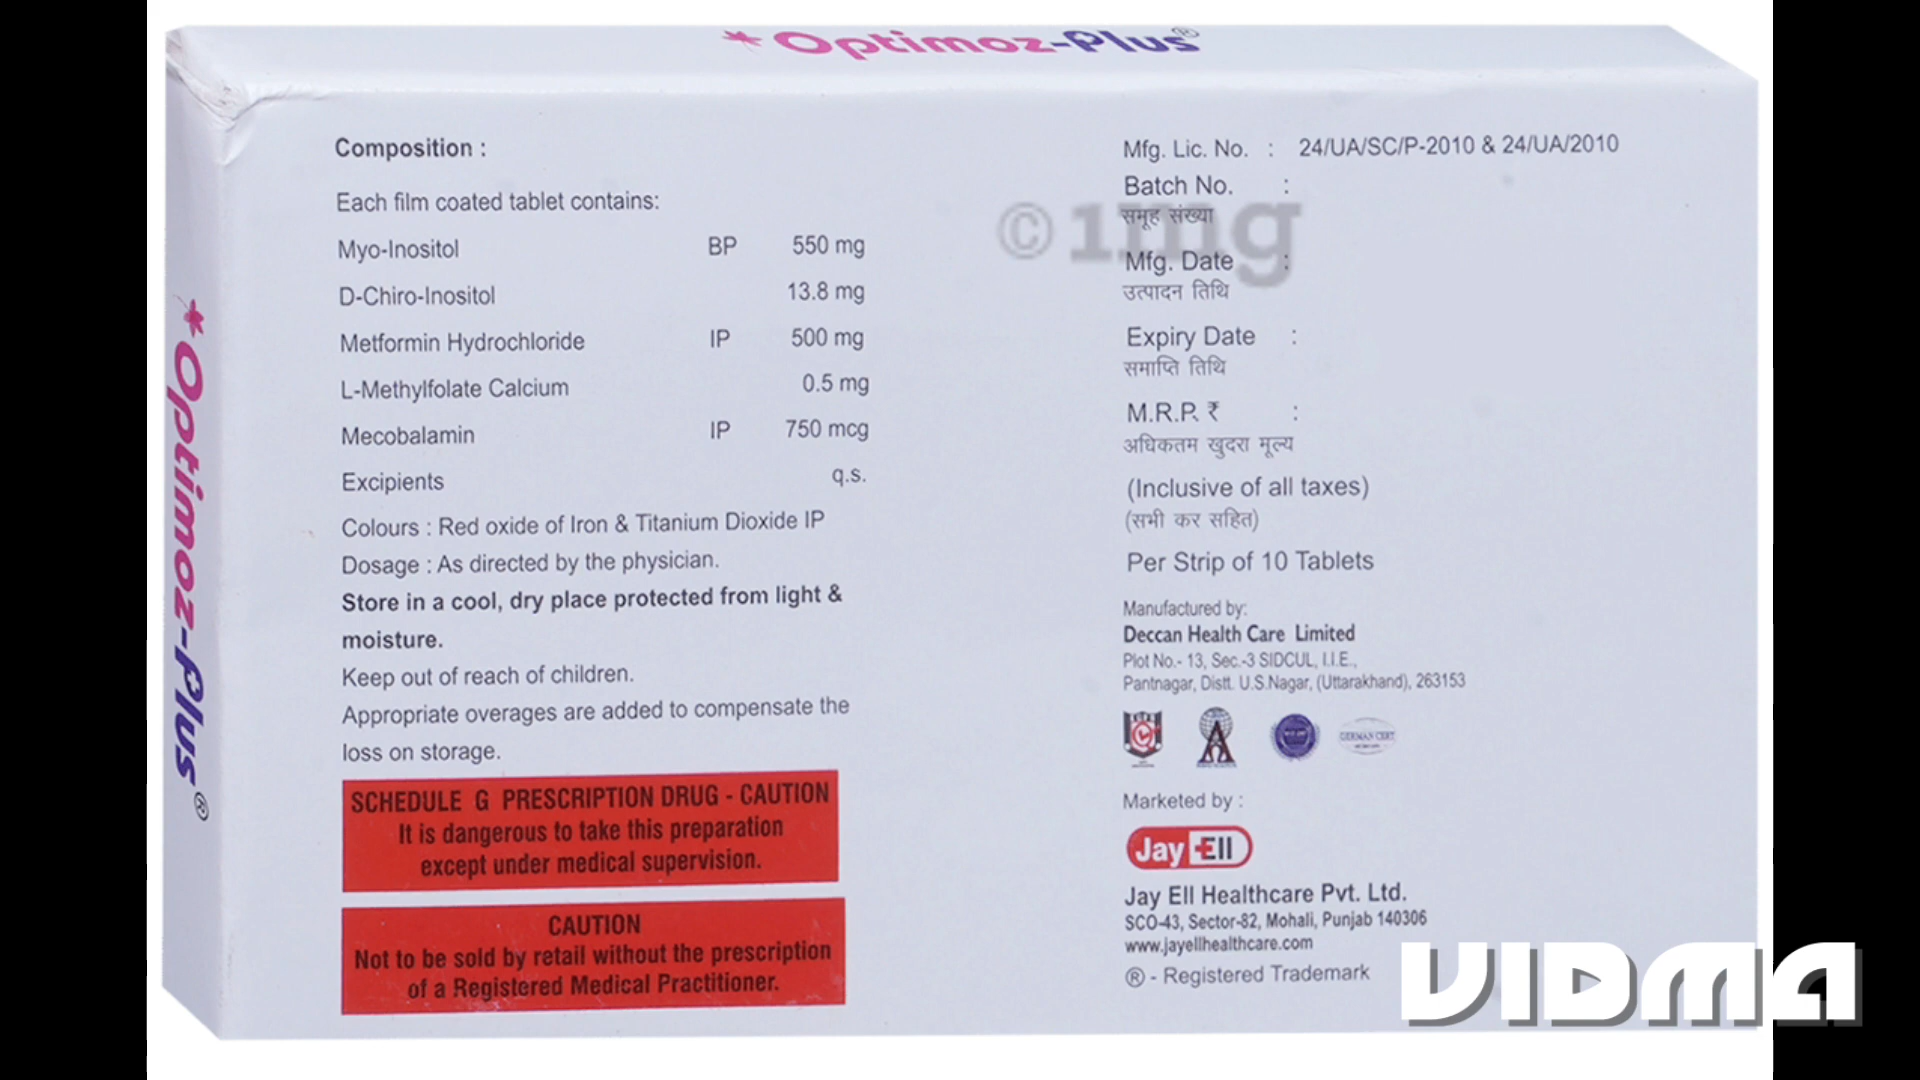 Optimoz-Plus®
Optimoz-Plus®
Composition :
Each film coated tablet contains:
Myo-Inositol BP 550 mg
D-Chiro-Inositol 13.8 mg
Metformin Hydrochloride IP 500 mg
L-Methylfolate Calcium 0.5 mg
Mecobalamin IP 750 mcg
Excipients q.s.
Colours : Red oxide of Iron & Titanium Dioxide IP
Dosage : As directed by the physician.
Store in a cool, dry place protected from light &
moisture.
Keep out of reach of children.
Appropriate overages are added to compensate the
loss on storage.
SCHEDULE G PRESCRIPTION DRUG - CAUTION
It is dangerous to take this preparation
except under medical supervision.
CAUTION
Not to be sold by retail without the prescription
of a Registered Medical Practitioner.
Mfg. Lic. No. : 24/UA/SC/P-2010 & 24/UA/2010
Batch No. :
समूह संख्या
©1mg
Mfg. Date :
उत्पादन तिथि
Expiry Date :
समाप्ति तिथि
M.R.P. ₹ :
अधिकतम खुदरा मूल्य
(Inclusive of all taxes)
(सभी कर सहित)
Per Strip of 10 Tablets
Manufactured by:
Deccan Health Care Limited
Plot No.- 13, Sec.-3 SIDCUL, I.I.E.,
Pantnagar, Distt. U.S.Nagar, (Uttarakhand), 263153
GERMAN CERT
Marketed by :
Jay Ell
Jay Ell Healthcare Pvt. Ltd.
SCO-43, Sector-82, Mohali, Punjab 140306
www.jayellhealthcare.com
® - Registered Trademark
VIDMA